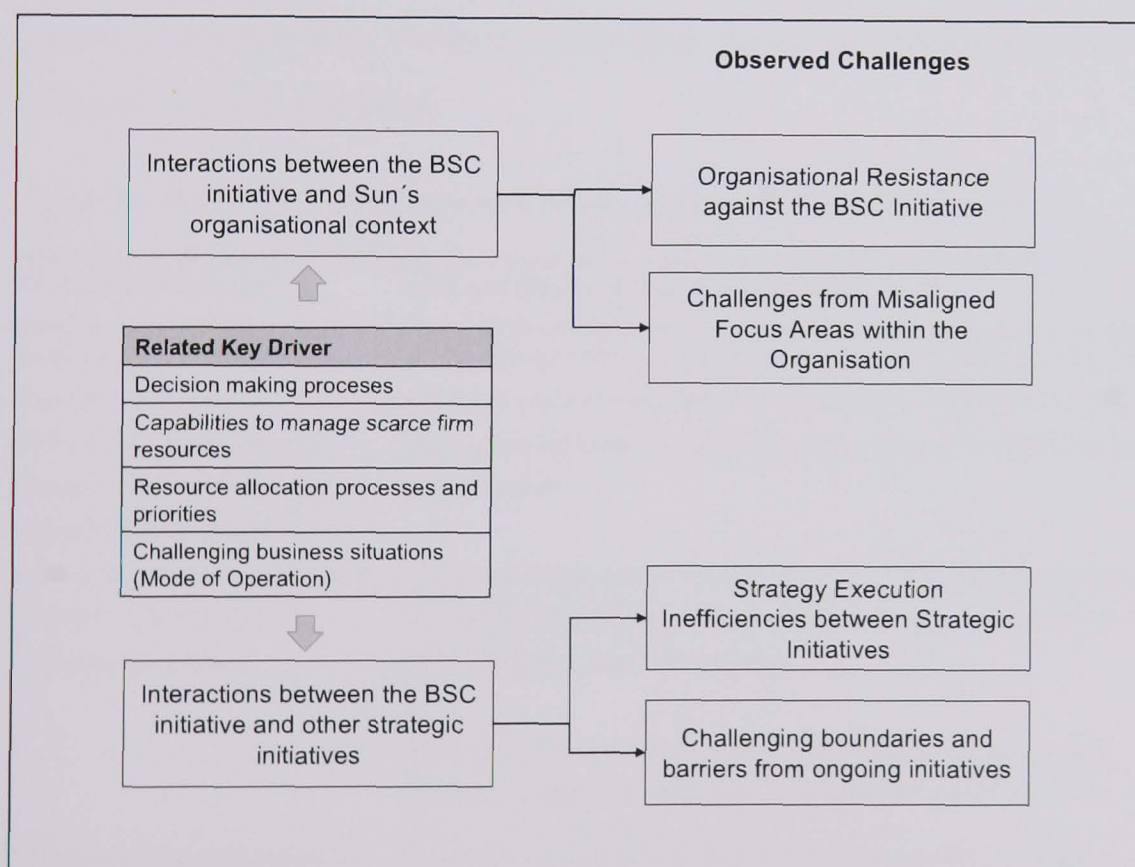 Observed Challenges
Interactions between the BSC
initiative and Sun´s
organisational context
Organisational Resistance
against the BSC Initiative
Challenges from Misaligned
Focus Areas within the
Organisation
Related Key Driver
Decision making proceses
Capabilities to manage scarce firm
resources
Resource allocation processes and
priorities
Challenging business situations
(Mode of Operation)
Strategy Execution
Inefficiencies between Strategic
Initiatives
Interactions between the BSC
initiative and other strategic
initiatives
Challenging boundaries and
barriers from ongoing initiatives